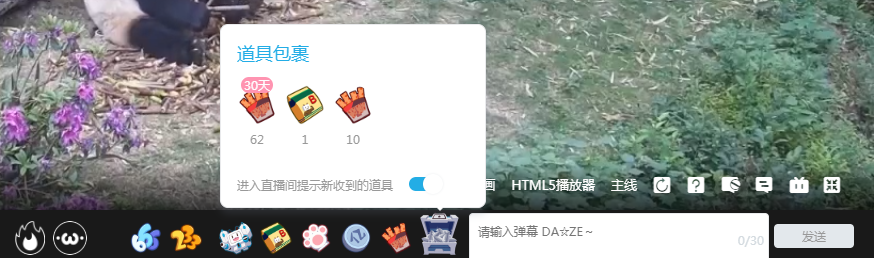 道具包裹
30天
62
1
10
进入直播间提示新收到的道具
画
HTML5播放器
主线
请输入弹幕 DA☆ZE～
0/30
发送